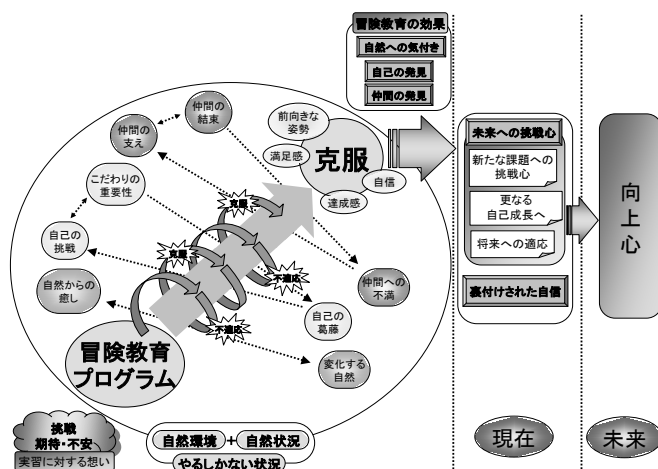 冒険教育の効果
自然への気付き
自己の発見
仲間の発見
仲間の
結束
仲間の
支え
こだわりの
重要性
自己の
挑戦
自然からの
癒し
前向きな
姿勢
満足感
克服
自信
達成感
克服
克服
不適応
不適応
仲間への
不満
自己の
葛藤
変化する
自然
冒険教育
プログラム
未来への挑戦心
新たな課題への
挑戦心
更なる
自己成長へ
将来への適応
裏付けされた自信
向上心
挑戦
期待・不安
実習に対する想い
自然環境+自然状況
やるしかない状況
現在
未来